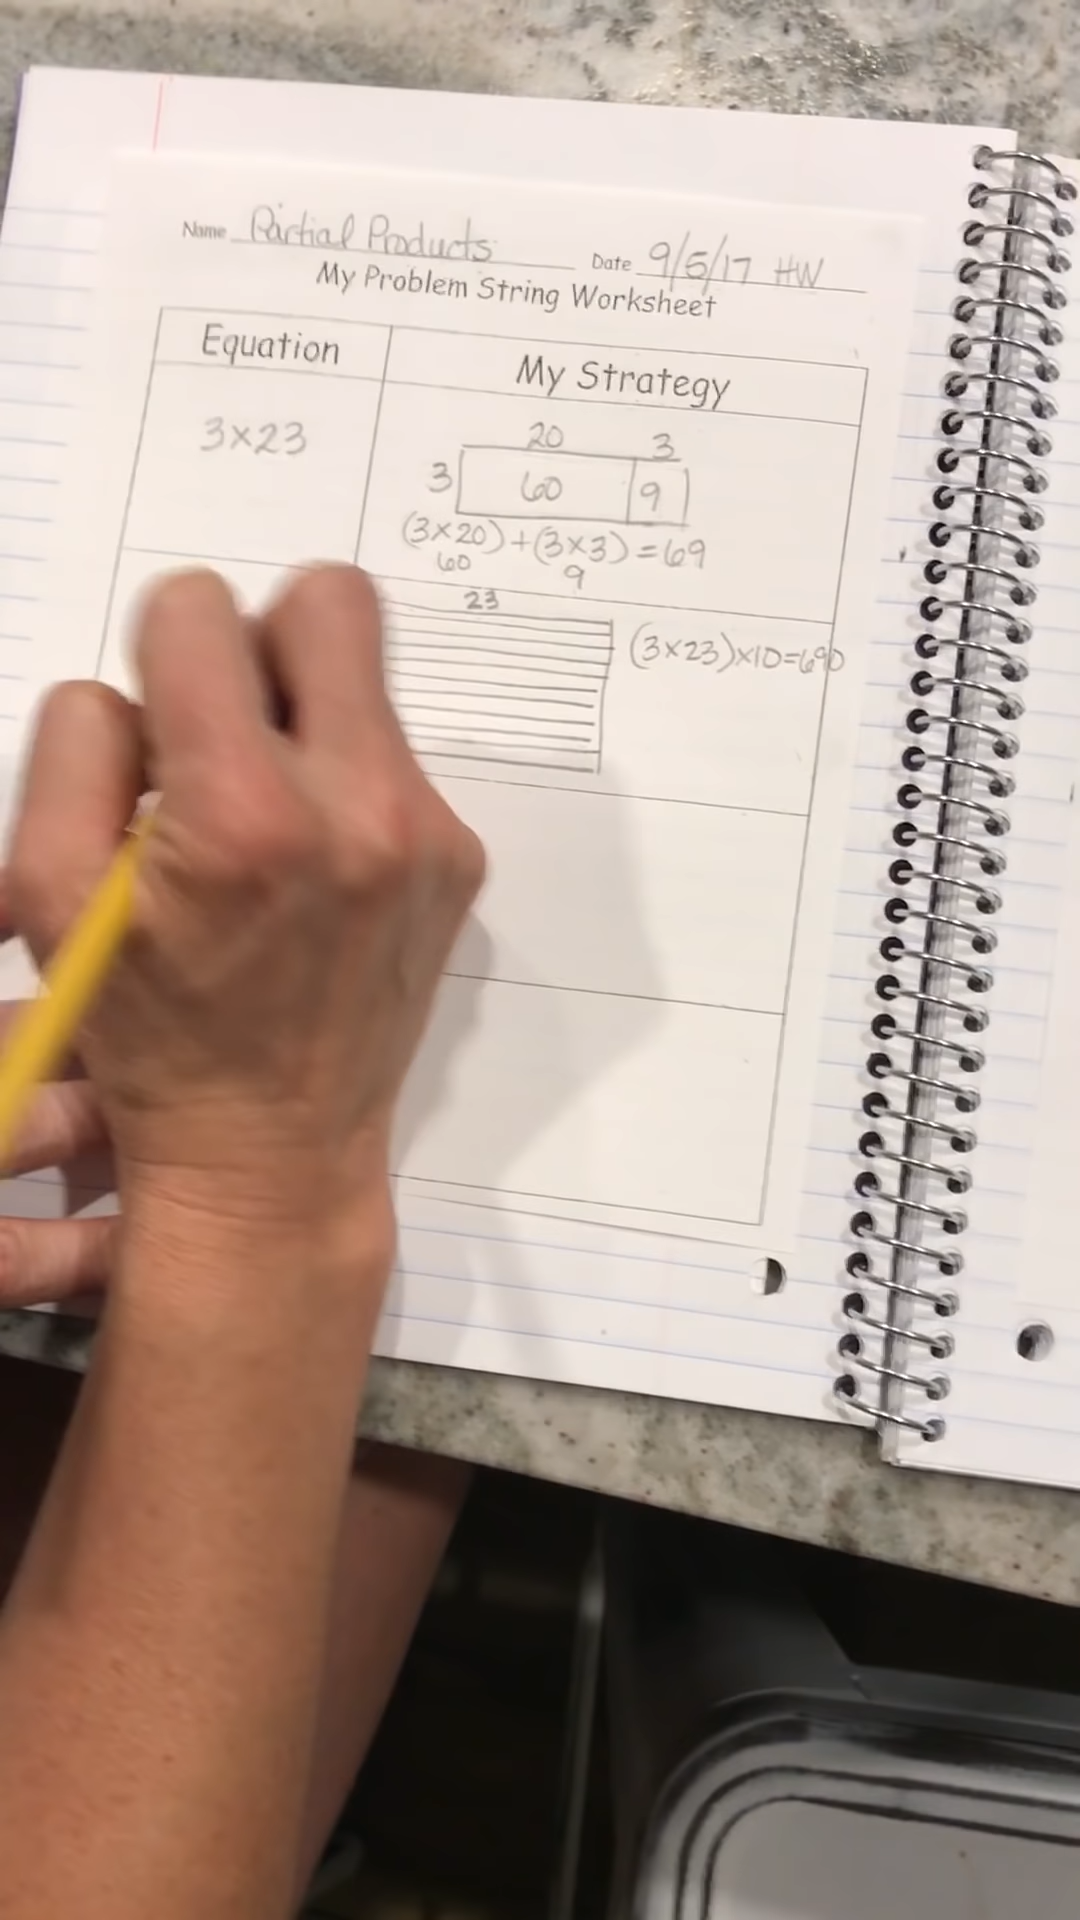 Name Partial Products Date 9/5/17 HW
My Problem String Worksheet
Equation My Strategy
3×23
20 3
3 60 9
(3×20)+(3×3)=69
60 9
23
(3×23)×10=690